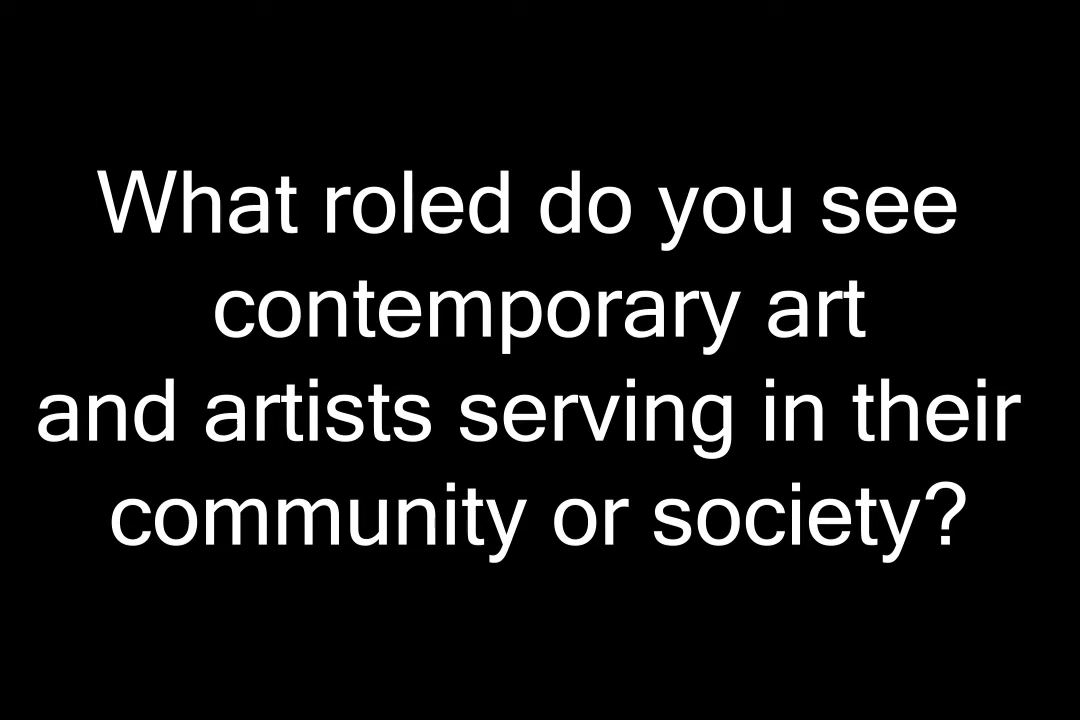 What roled do you see
contemporary art
and artists serving in their
community or society?